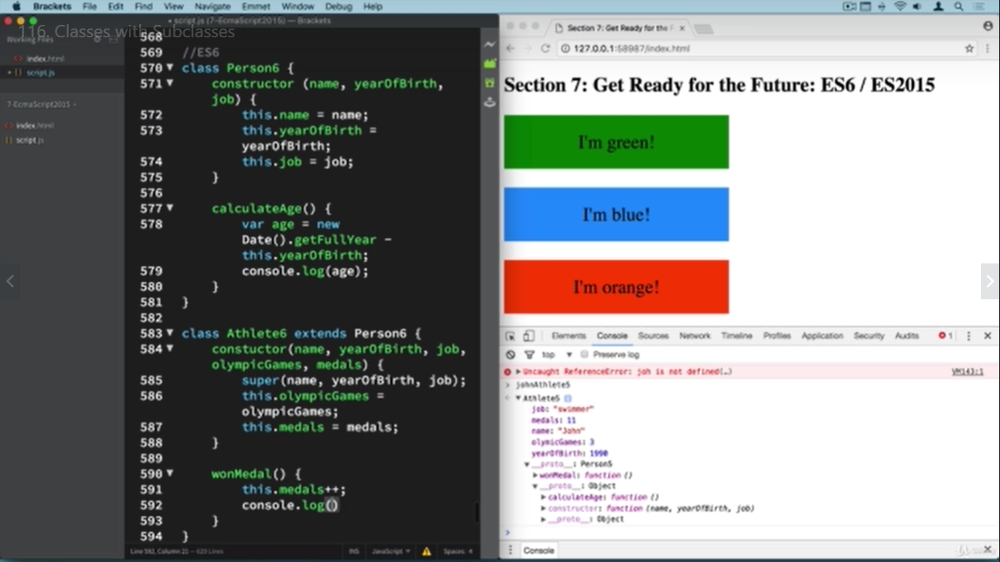 Brackets File Edit Find View Navigate Emmet Window Debug Help
script.js (7-EcmaScript2015) — Brackets
116. Classes with Subclasses
Working Files
index.html
script.js
7-EcmaScript2015
index.html
script.js
568
569 //ES6
570 class Person6 {
571 constructor (name, yearOfBirth,
job) {
572 this.name = name;
573 this.yearOfBirth =
yearOfBirth;
574 this.job = job;
575 }
576
577 calculateAge() {
578 var age = new
Date().getFullYear -
this.yearOfBirth;
579 console.log(age);
580 }
581 }
582
583 class Athlete6 extends Person6 {
584 constuctor(name, yearOfBirth, job,
olympicGames, medals) {
585 super(name, yearOfBirth, job);
586 this.olympicGames =
olympicGames;
587 this.medals = medals;
588 }
589
590 wonMedal() {
591 this.medals++;
592 console.log()
593 }
594 }
Line 592, Column 21 — 629 Lines
INS JavaScript Spaces: 4
Section 7: Get Ready for the F
127.0.0.1:58987/index.html
Section 7: Get Ready for the Future: ES6 / ES2015
I'm green!
I'm blue!
I'm orange!
Elements Console Sources Network Timeline Profiles Application Security Audits 1
top Preserve log
Uncaught ReferenceError: joh is not defined(…) VM143:1
johnAthlete5
Athlete5
job: "swimmer"
medals: 11
name: "John"
olymicGames: 3
yearOfBirth: 1990
__proto__: Person5
wonMedal: function ()
__proto__: Object
calculateAge: function ()
constructor: function (name, yearOfBirth, job)
__proto__: Object
Console